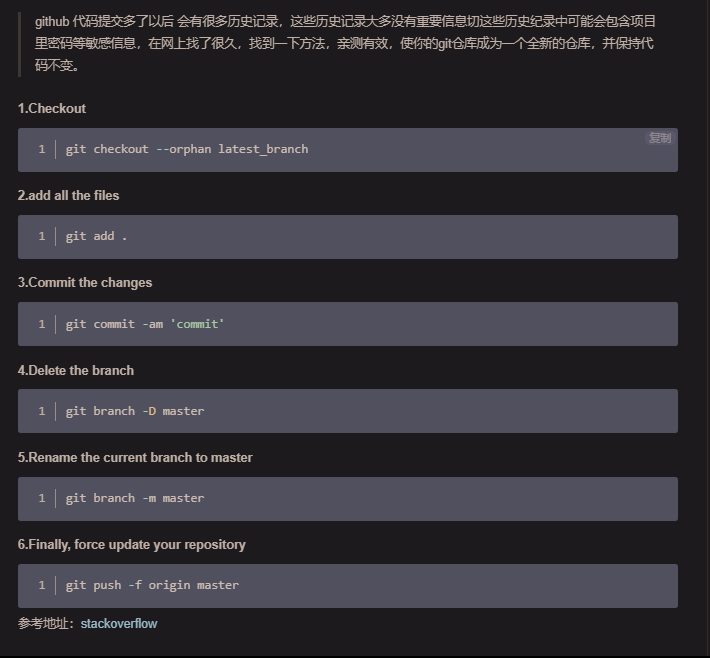 github 代码提交多了以后 会有很多历史记录，这些历史记录大多没有重要信息切这些历史纪录中可能会包含项目
里密码等敏感信息，在网上找了很久，找到一下方法，亲测有效，使你的git仓库成为一个全新的仓库，并保持代
码不变。
1.Checkout
复制
1 git checkout --orphan latest_branch
2.add all the files
1 git add .
3.Commit the changes
1 git commit -am 'commit'
4.Delete the branch
1 git branch -D master
5.Rename the current branch to master
1 git branch -m master
6.Finally, force update your repository
1 git push -f origin master
参考地址：stackoverflow